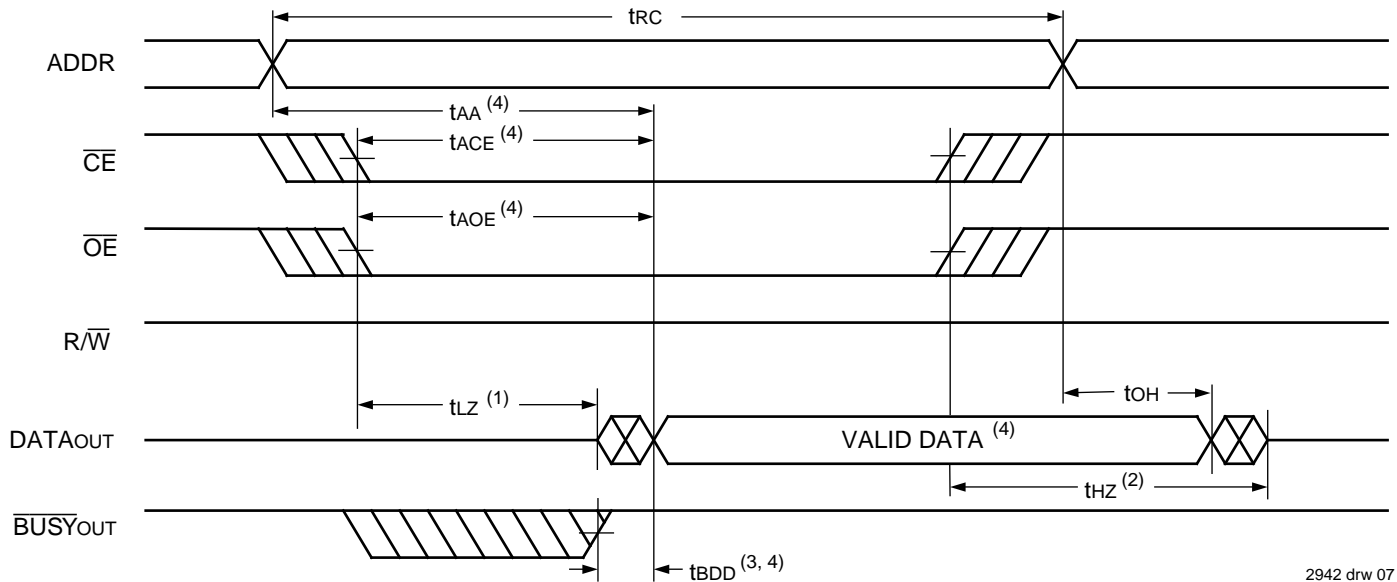 tRC
ADDR
tAA (4)
CE
tACE (4)
tAOE (4)
OE
R/W
tLZ (1)
tOH
DATAOUT
VALID DATA (4)
tHZ (2)
BUSYOUT
tBDD (3, 4)
2942 drw 07